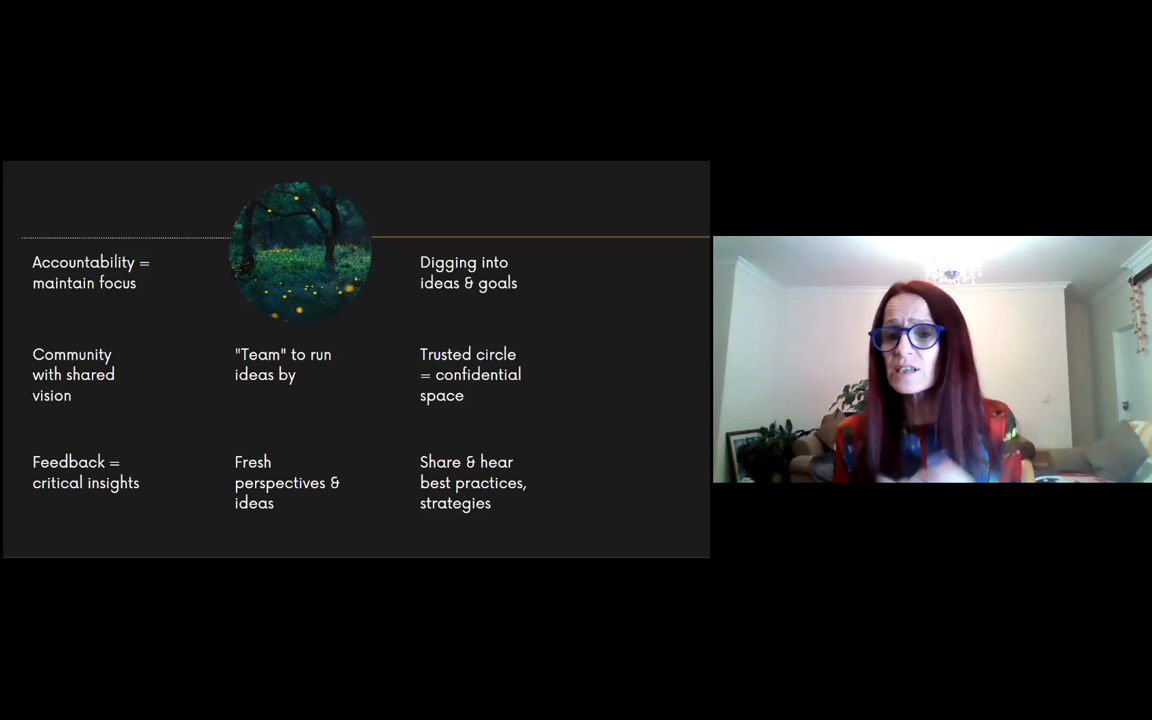 Accountability =
maintain focus
Digging into
ideas & goals
Community
with shared
vision
"Team" to run
ideas by
Trusted circle
= confidential
space
Feedback =
critical insights
Fresh
perspectives &
ideas
Share & hear
best practices,
strategies